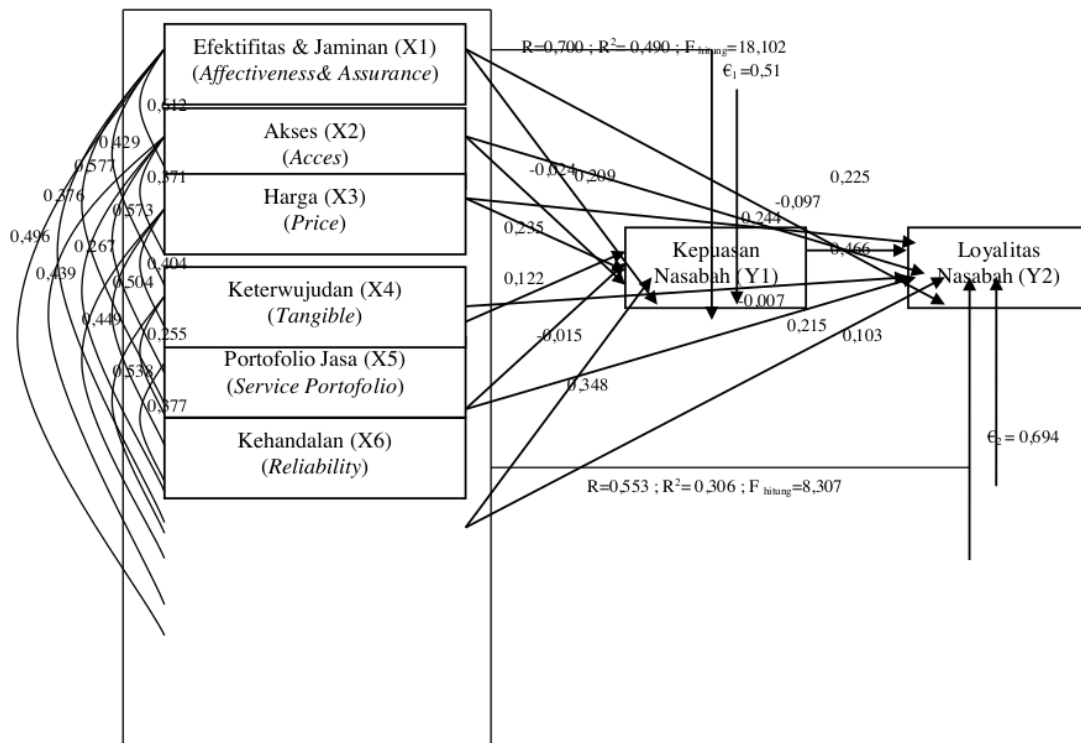 Efektifitas & Jaminan (X1)
(Affectiveness& Assurance)
Akses (X2)
(Acces)
Harga (X3)
(Price)
Keterwujudan (X4)
(Tangible)
Portofolio Jasa (X5)
(Service Portofolio)
Kehandalan (X6)
(Reliability)
0,612
0,429
0,577
0,371
0,376
0,573
0,496
0,267
0,404
0,439
0,504
0,449
0,255
0,538
0,377
R=0,700 ; R²= 0,490 ; F hitung=18,102
€₁ =0,51
-0,024
0,209
0,225
-0,097
0,244
0,235
0,466
0,122
-0,007
-0,015
0,215
0,103
0,348
Kepuasan
Nasabah (Y1)
Loyalitas
Nasabah (Y2)
€₂ = 0,694
R=0,553 ; R²= 0,306 ; F hitung=8,307